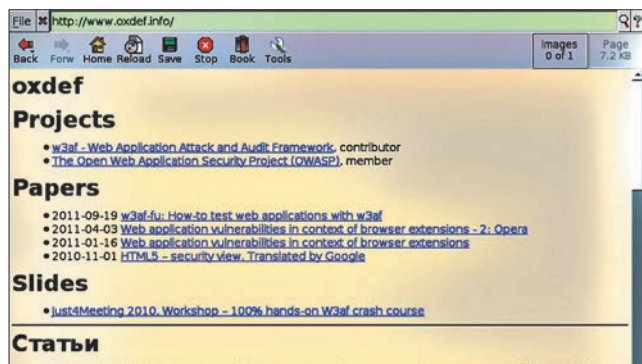 File http://www.oxdef.info/ ?
Back Forw Home Reload Save Stop Book Tools Images 0 of 1 Page 7.2 KB
oxdef
Projects
w3af - Web Application Attack and Audit Framework, contributor
The Open Web Application Security Project (OWASP), member
Papers
2011-09-19 w3af-fu: How-to test web applications with w3af
2011-04-03 Web application vulnerabilities in context of browser extensions - 2: Opera
2011-01-16 Web application vulnerabilities in context of browser extensions
2010-11-01 HTML5 – security view. Translated by Google
Slides
Just4Meeting 2010. Workshop – 100% hands-on W3af crash course
Статьи